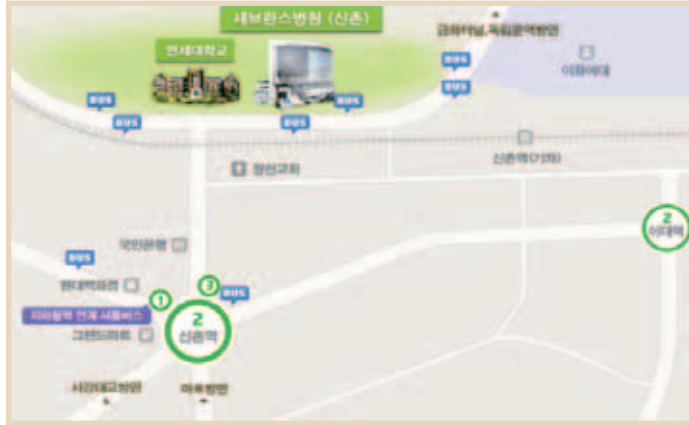 세브란스병원 (신촌)
금화터널,독립문역방면
연세대학교
이화여대
BUS
BUS
BUS
BUS
BUS
BUS
신촌역(기차)
창천교회
2
이대역
국민은행
BUS
현대백화점
1
3
BUS
지하철역 연계 셔틀버스
2
신촌역
그랜드마트
서강대교방면
마포방면